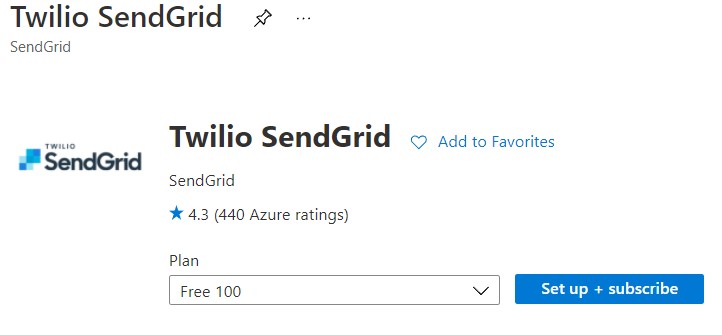 Twilio SendGrid
SendGrid
TWILIO
SendGrid
Twilio SendGrid
Add to Favorites
SendGrid
4.3 (440 Azure ratings)
Plan
Free 100
Set up + subscribe